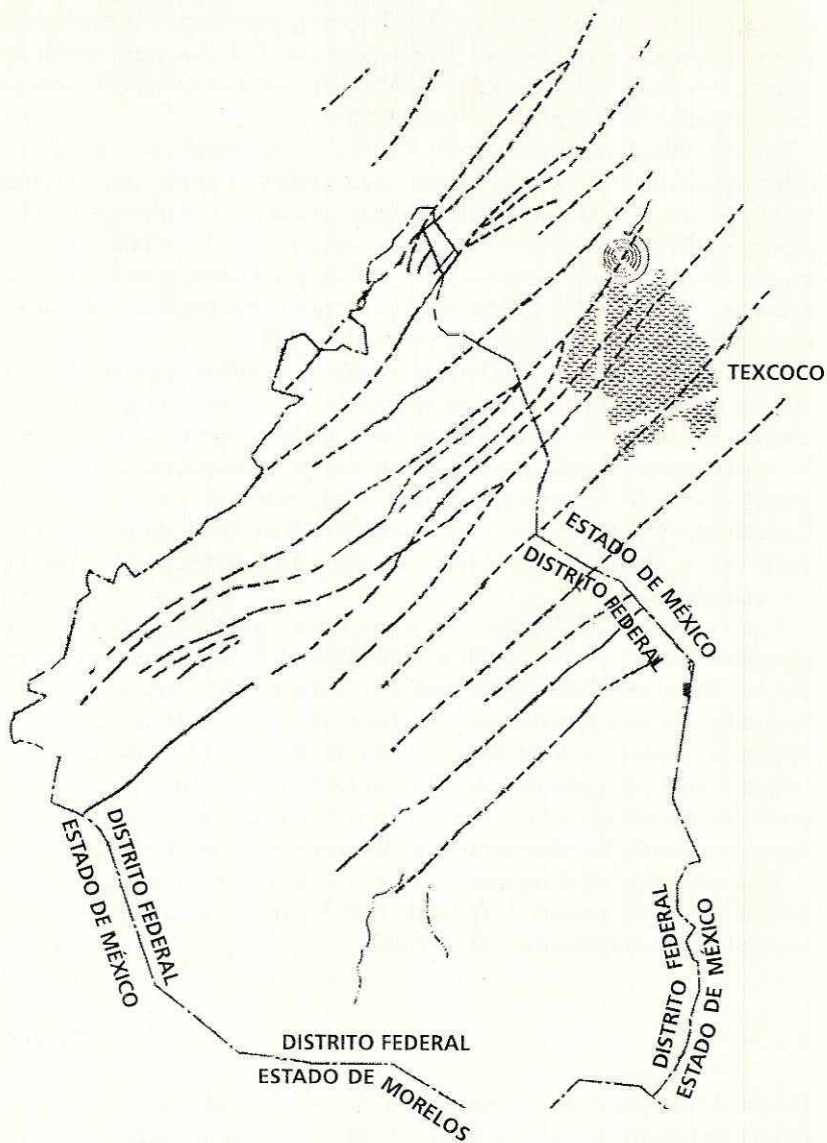 TEXCOCO
ESTADO DE MÉXICO
DISTRITO FEDERAL
DISTRITO FEDERAL
ESTADO DE MÉXICO
DISTRITO FEDERAL
ESTADO DE MÉXICO
DISTRITO FEDERAL
ESTADO DE MORELOS